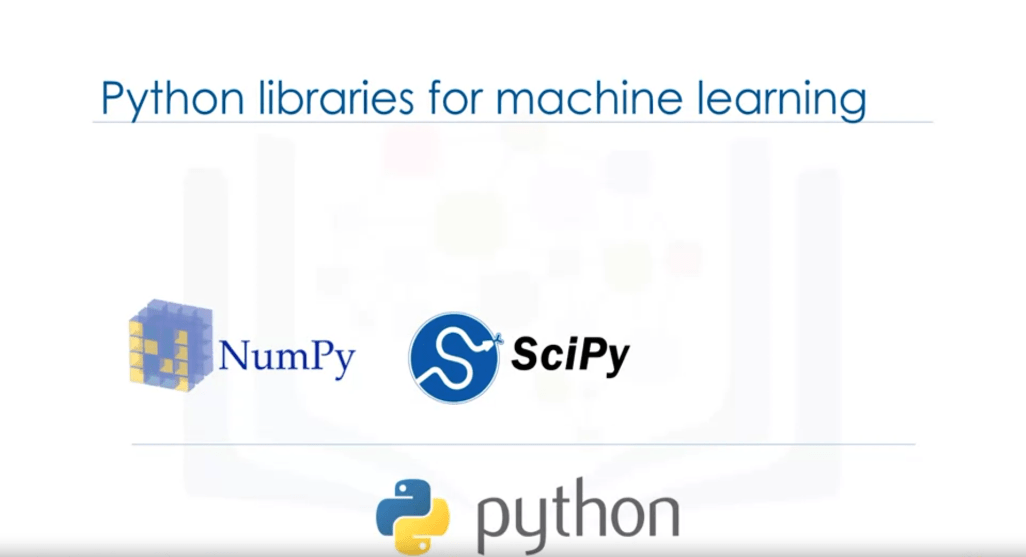 Python libraries for machine learning
NumPy
SciPy
python